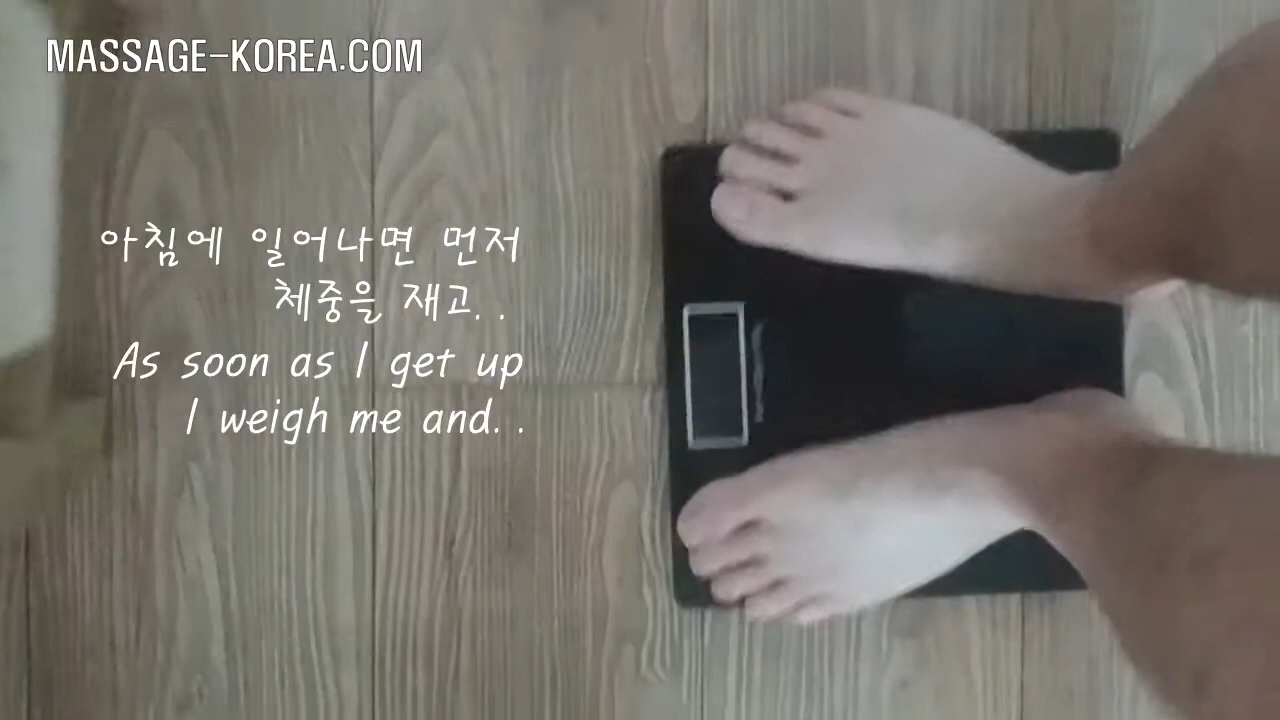 MASSAGE-KOREA.COM
아침에 일어나면 먼저
체중을 재고. .
As soon as I get up
I weigh me and. .